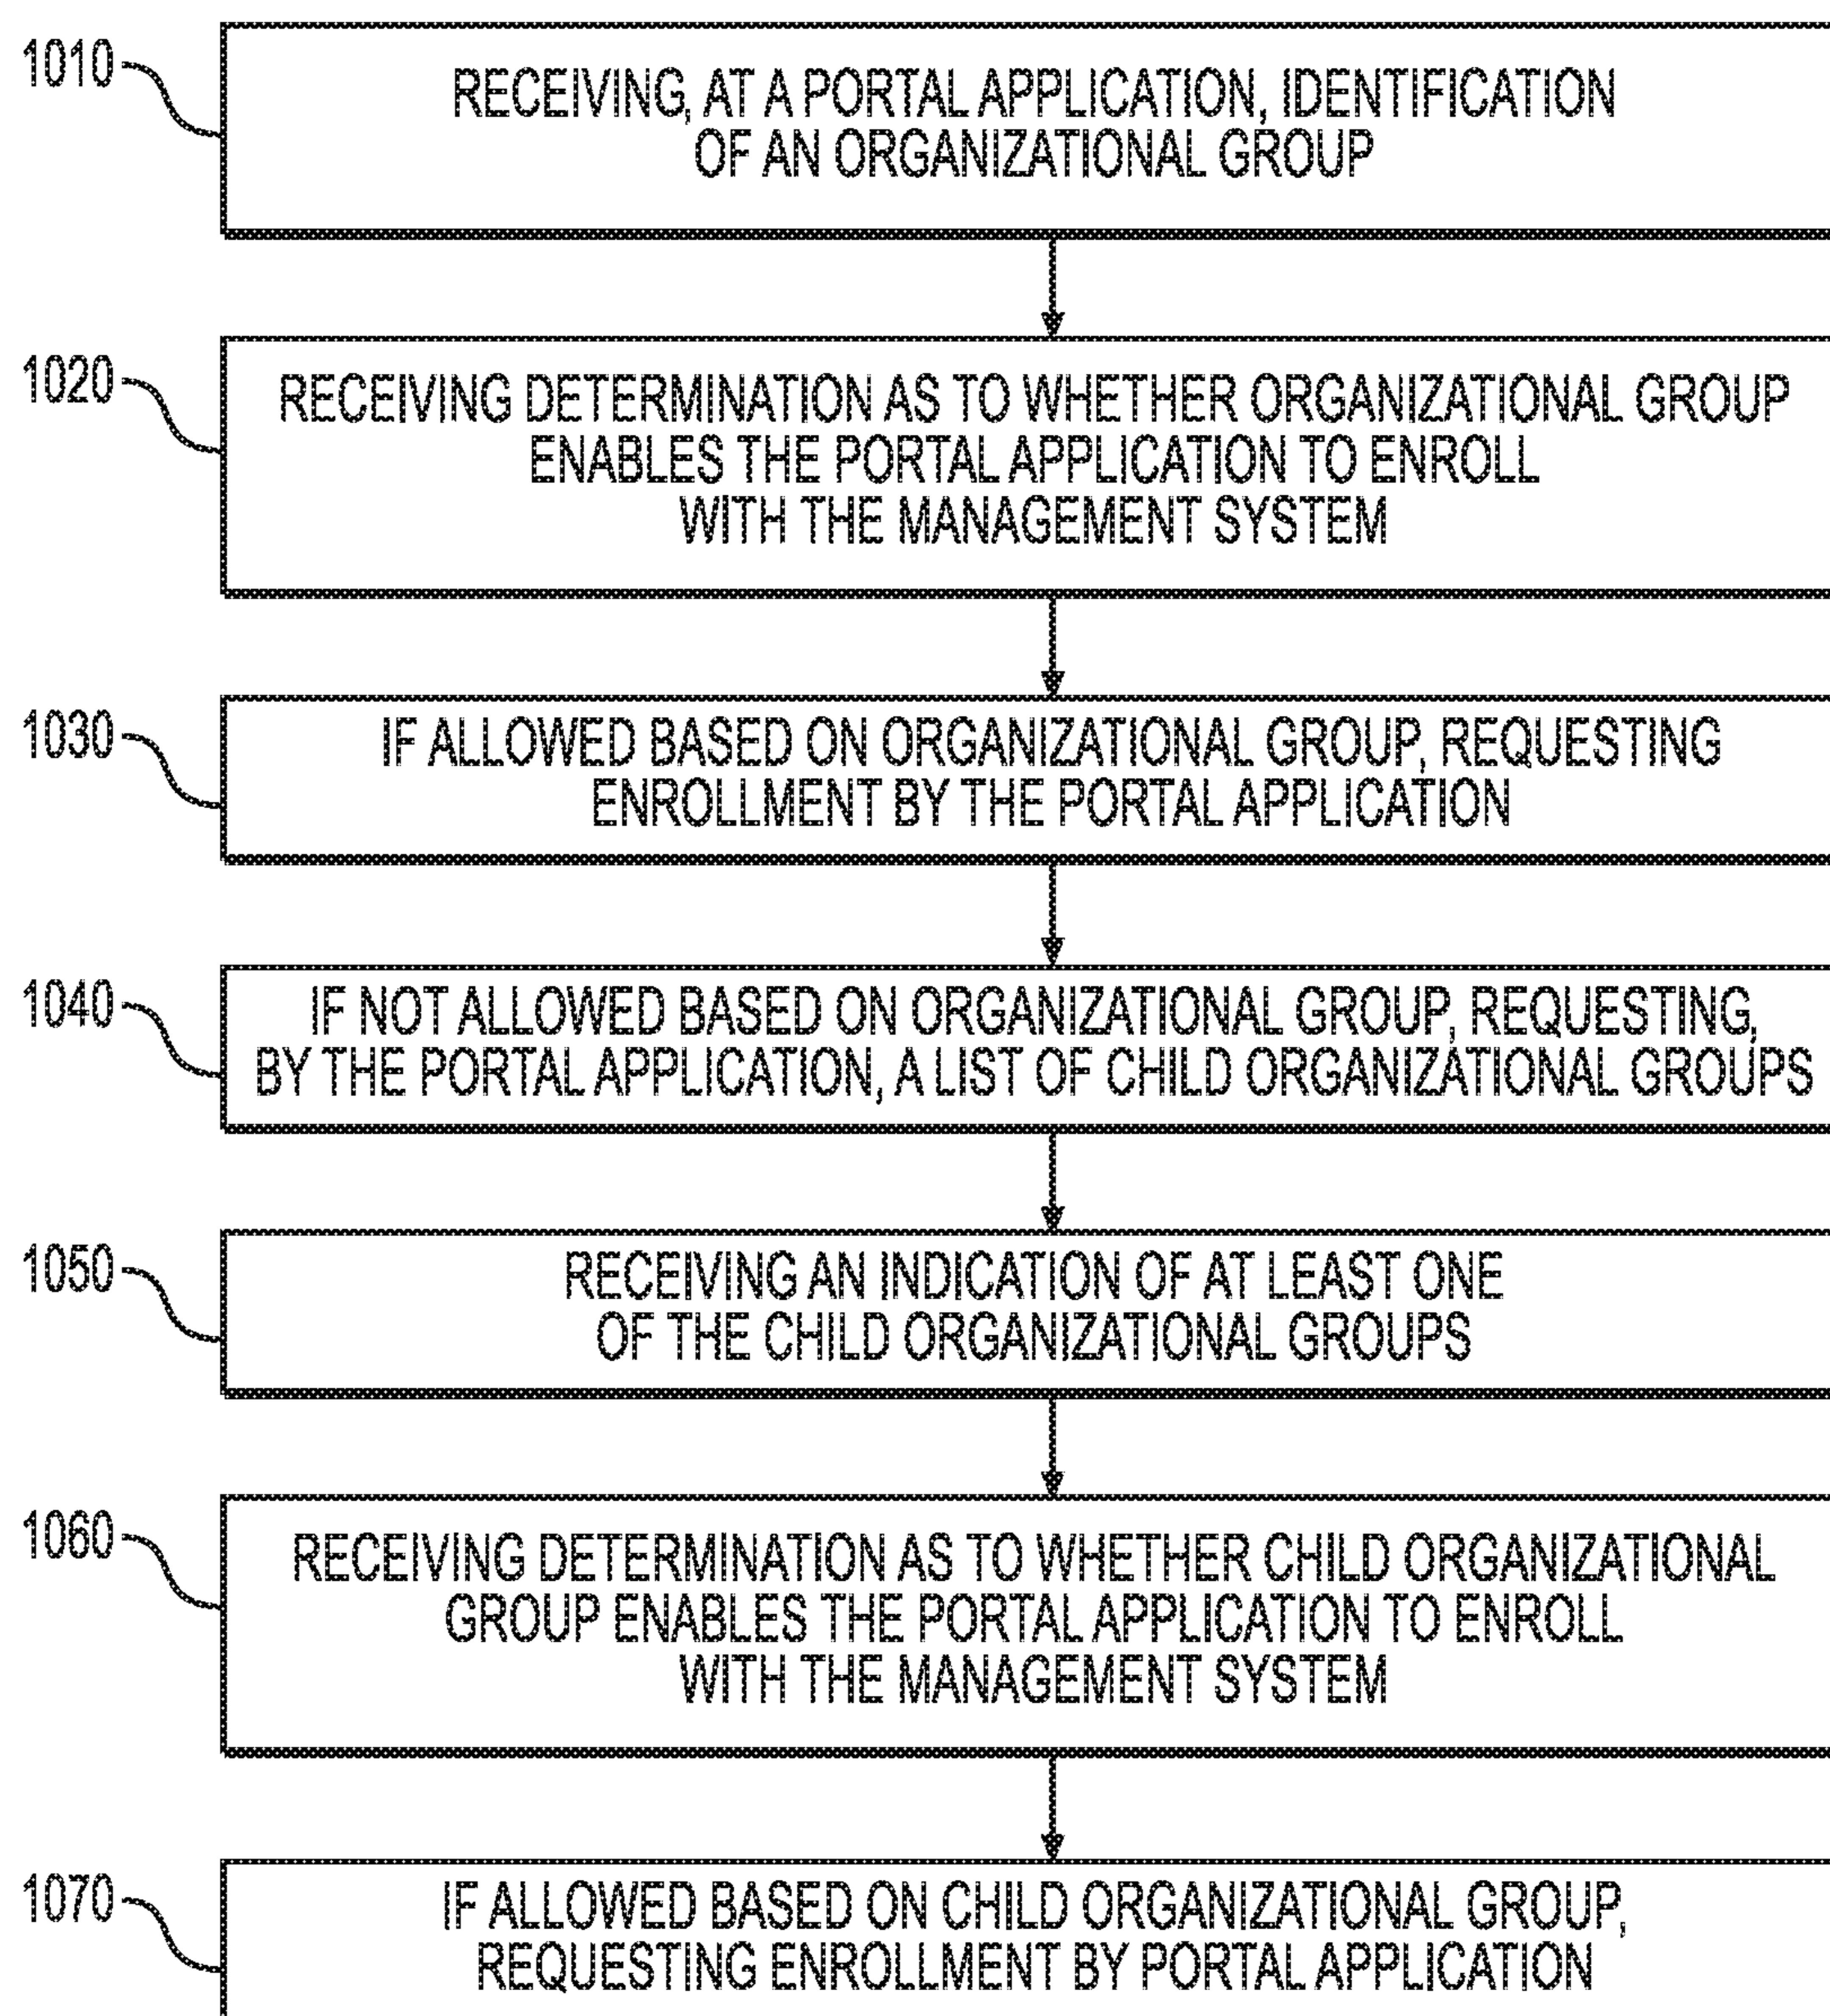 1010
RECEIVING, AT A PORTAL APPLICATION, IDENTIFICATION
OF AN ORGANIZATIONAL GROUP
1020
RECEIVING DETERMINATION AS TO WHETHER ORGANIZATIONAL GROUP
ENABLES THE PORTAL APPLICATION TO ENROLL
WITH THE MANAGEMENT SYSTEM
1030
IF ALLOWED BASED ON ORGANIZATIONAL GROUP, REQUESTING
ENROLLMENT BY THE PORTAL APPLICATION
1040
IF NOT ALLOWED BASED ON ORGANIZATIONAL GROUP, REQUESTING,
BY THE PORTAL APPLICATION, A LIST OF CHILD ORGANIZATIONAL GROUPS
1050
RECEIVING AN INDICATION OF AT LEAST ONE
OF THE CHILD ORGANIZATIONAL GROUPS
1060
RECEIVING DETERMINATION AS TO WHETHER CHILD ORGANIZATIONAL
GROUP ENABLES THE PORTAL APPLICATION TO ENROLL
WITH THE MANAGEMENT SYSTEM
1070
IF ALLOWED BASED ON CHILD ORGANIZATIONAL GROUP,
REQUESTING ENROLLMENT BY PORTAL APPLICATION